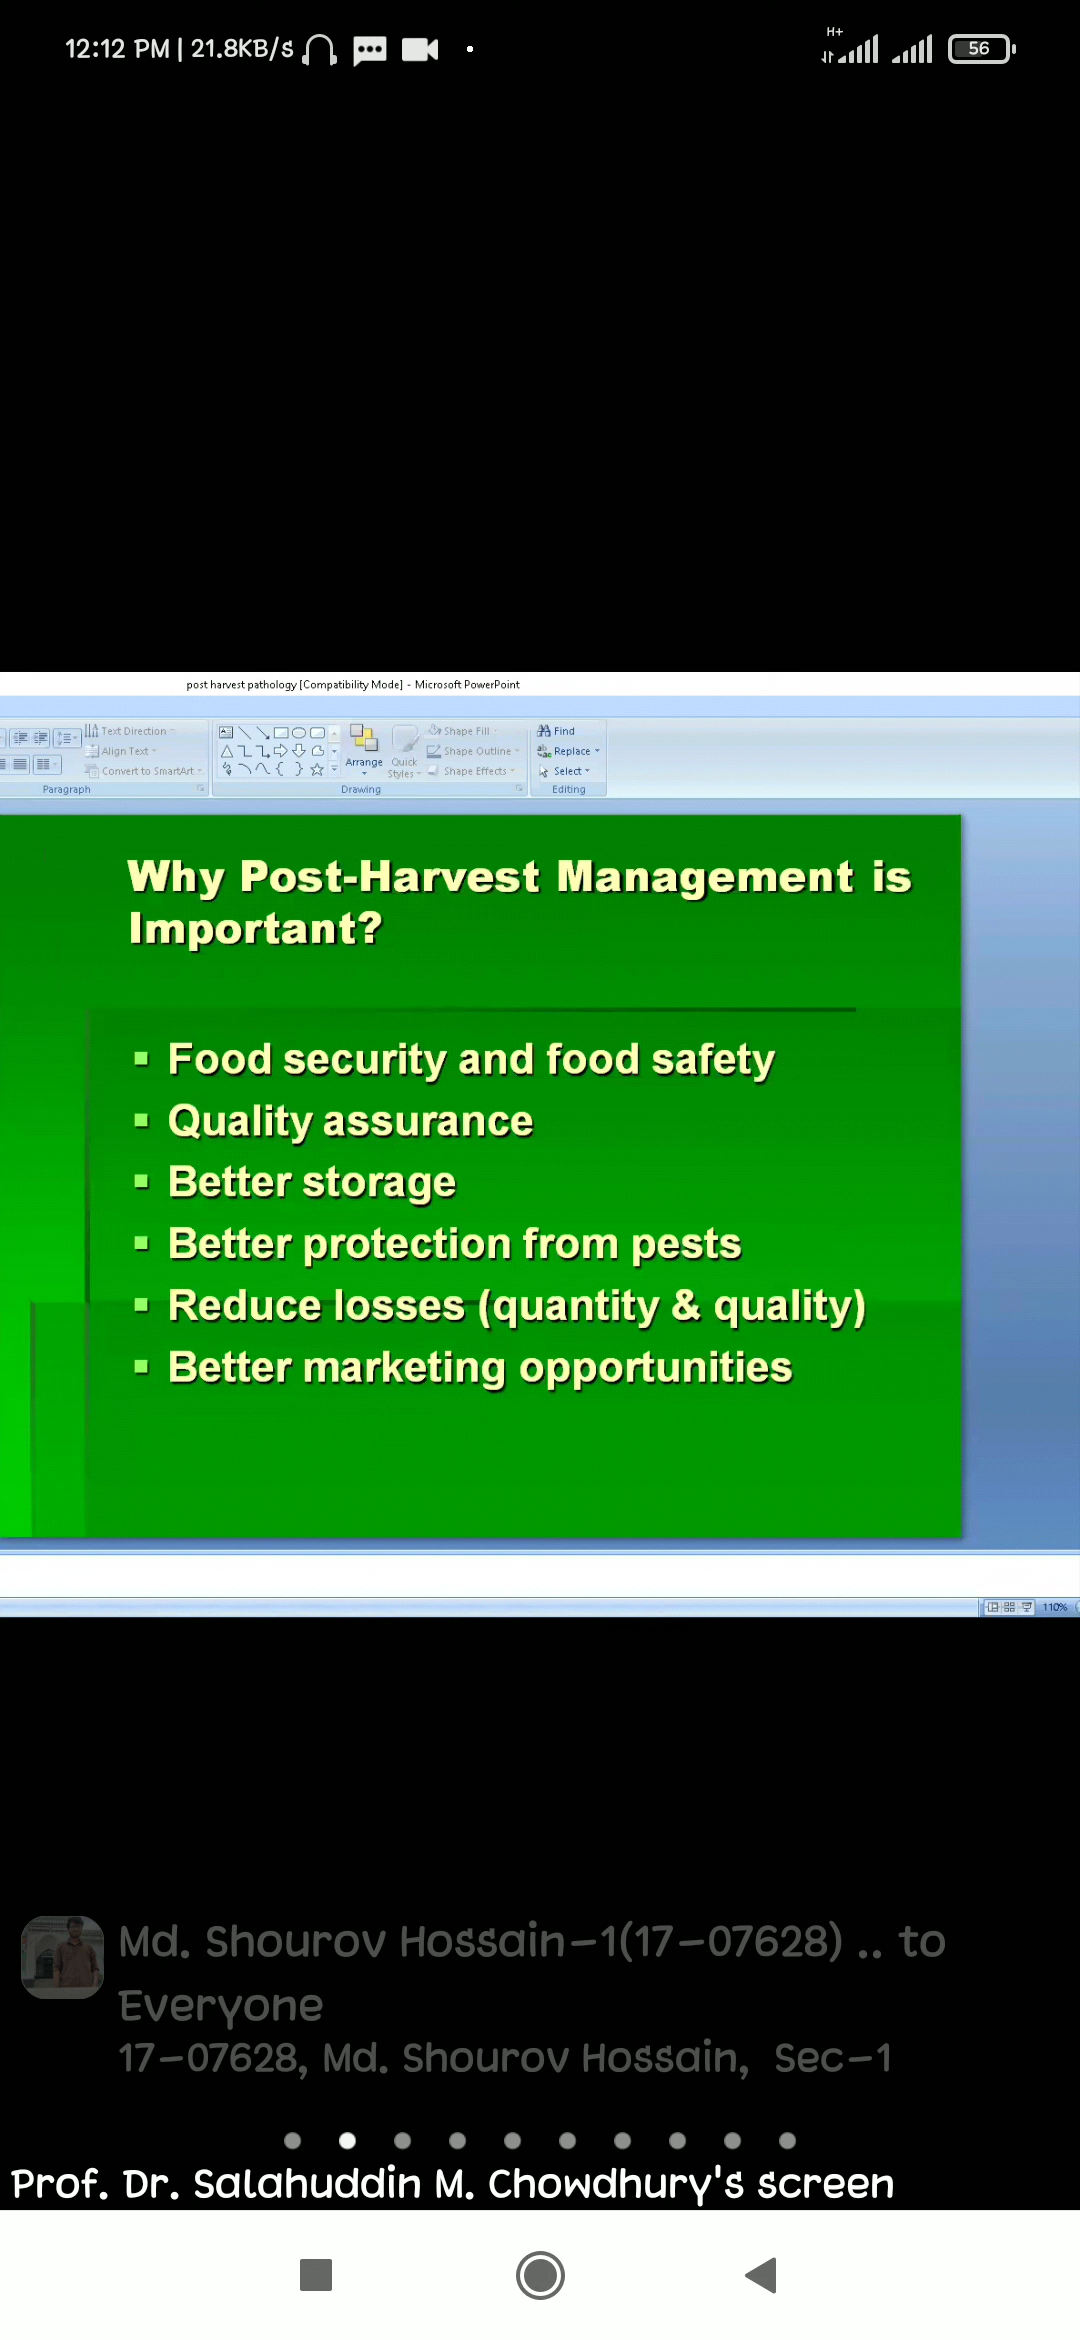 12:12 PM | 21.8KB/s
H+
56
post harvest pathology [Compatibility Mode] - Microsoft PowerPoint
Text Direction
Align Text
Convert to SmartArt
Paragraph
Arrange
Quick
Styles
Shape Fill
Shape Outline
Shape Effects
Drawing
Find
Replace
Select
Editing
Why Post-Harvest Management is
Important?
Food security and food safety
Quality assurance
Better storage
Better protection from pests
Reduce losses (quantity & quality)
Better marketing opportunities
110%
Md. Shourov Hossain-1(17-07628) .. to
Everyone
17-07628, Md. Shourov Hossain, Sec-1
Prof. Dr. Salahuddin M. Chowdhury's screen